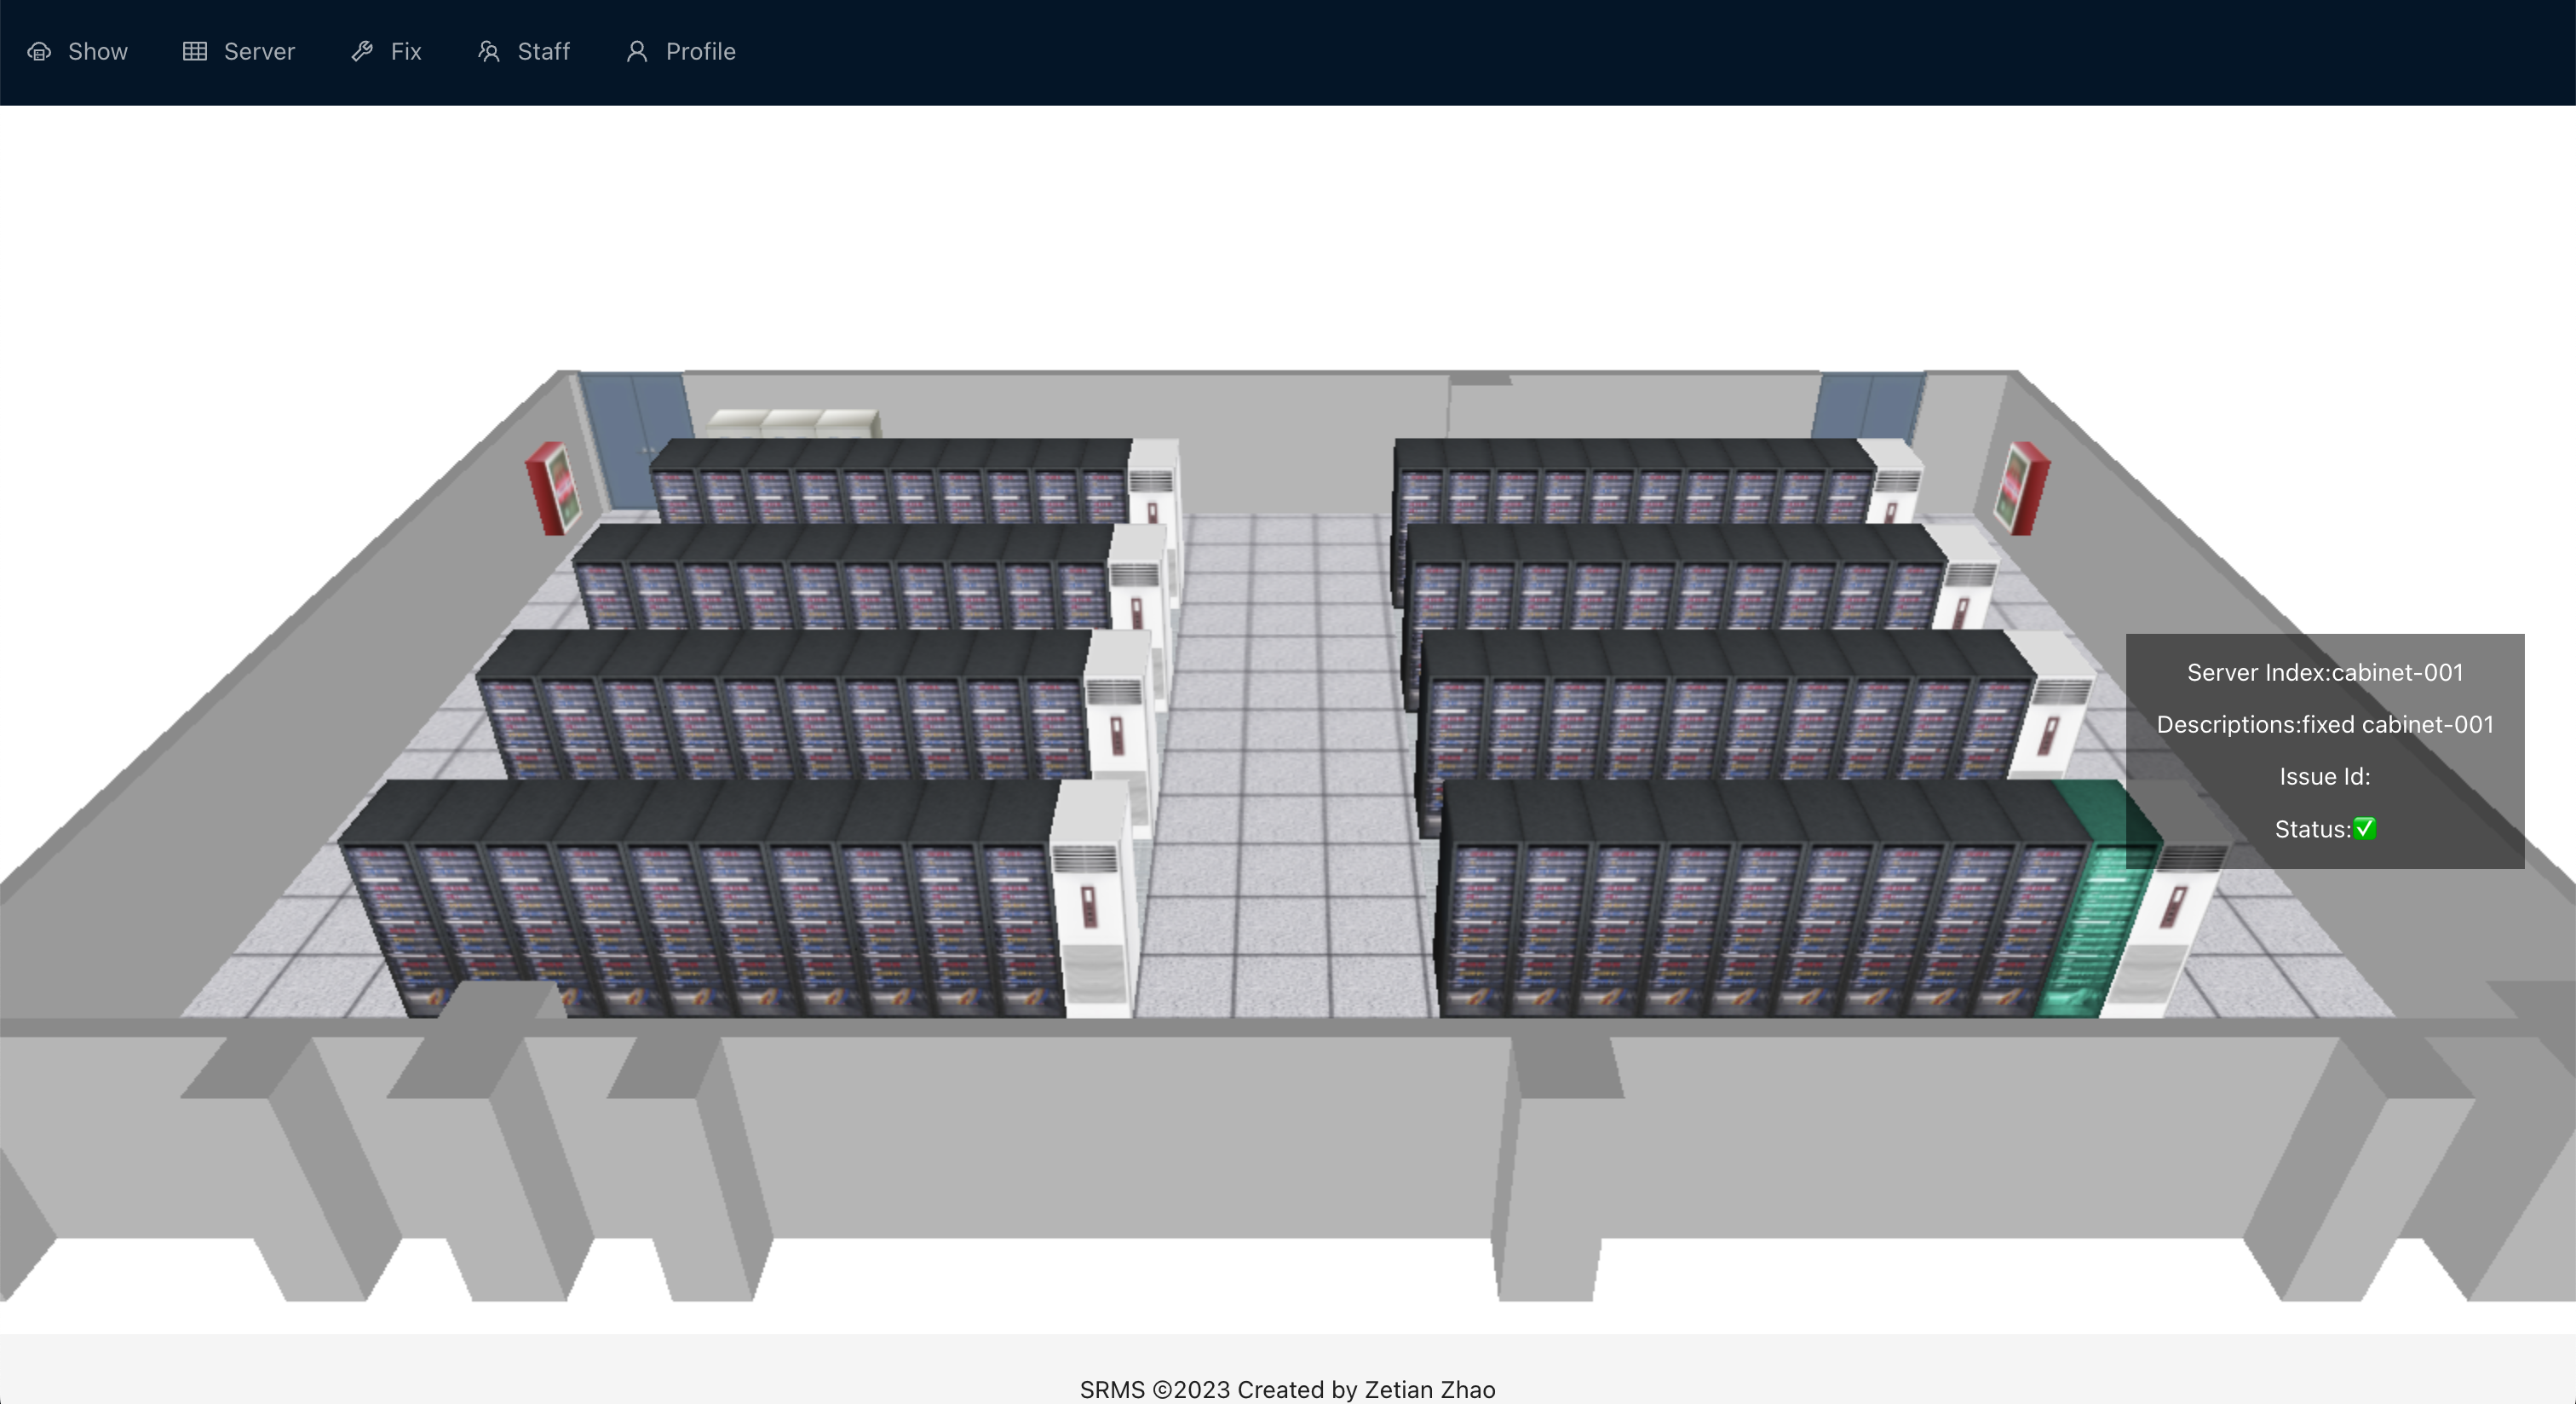 Show Server Fix Staff Profile
Server Index:cabinet-001
Descriptions:fixed cabinet-001
Issue Id:
Status:✅
SRMS ©2023 Created by Zetian Zhao